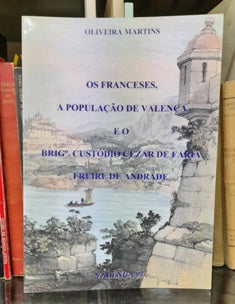 OLIVEIRA MARTINS
OS FRANCESES,
A POPULAÇÃO DE VALENÇA
E O
BRIGº. CUSTODIO CEZAR DE FARIA
FREIRE DE ANDRADE